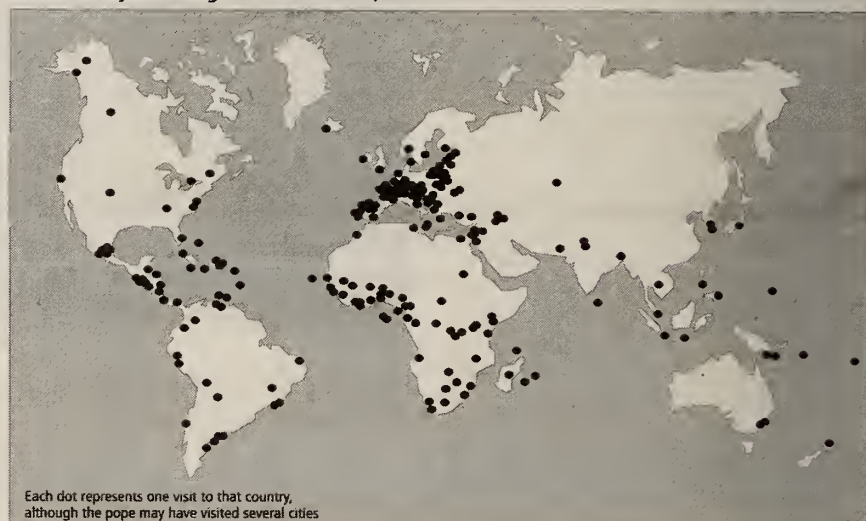 Each dot represents one visit to that country,
although the pope may have visited several cities